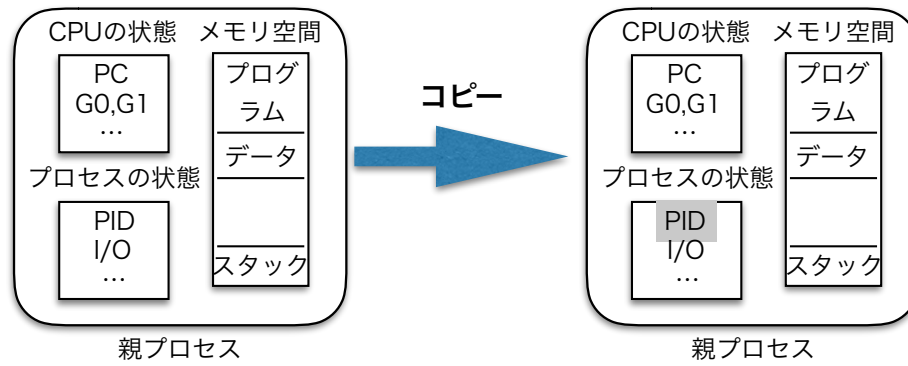 CPUの状態 メモリ空間
PC
G0,G1
…
プロセスの状態
PID
I/O
…
プログ
ラム
データ
スタック
親プロセス
コピー
CPUの状態 メモリ空間
PC
G0,G1
…
プロセスの状態
PID
I/O
…
プログ
ラム
データ
スタック
親プロセス